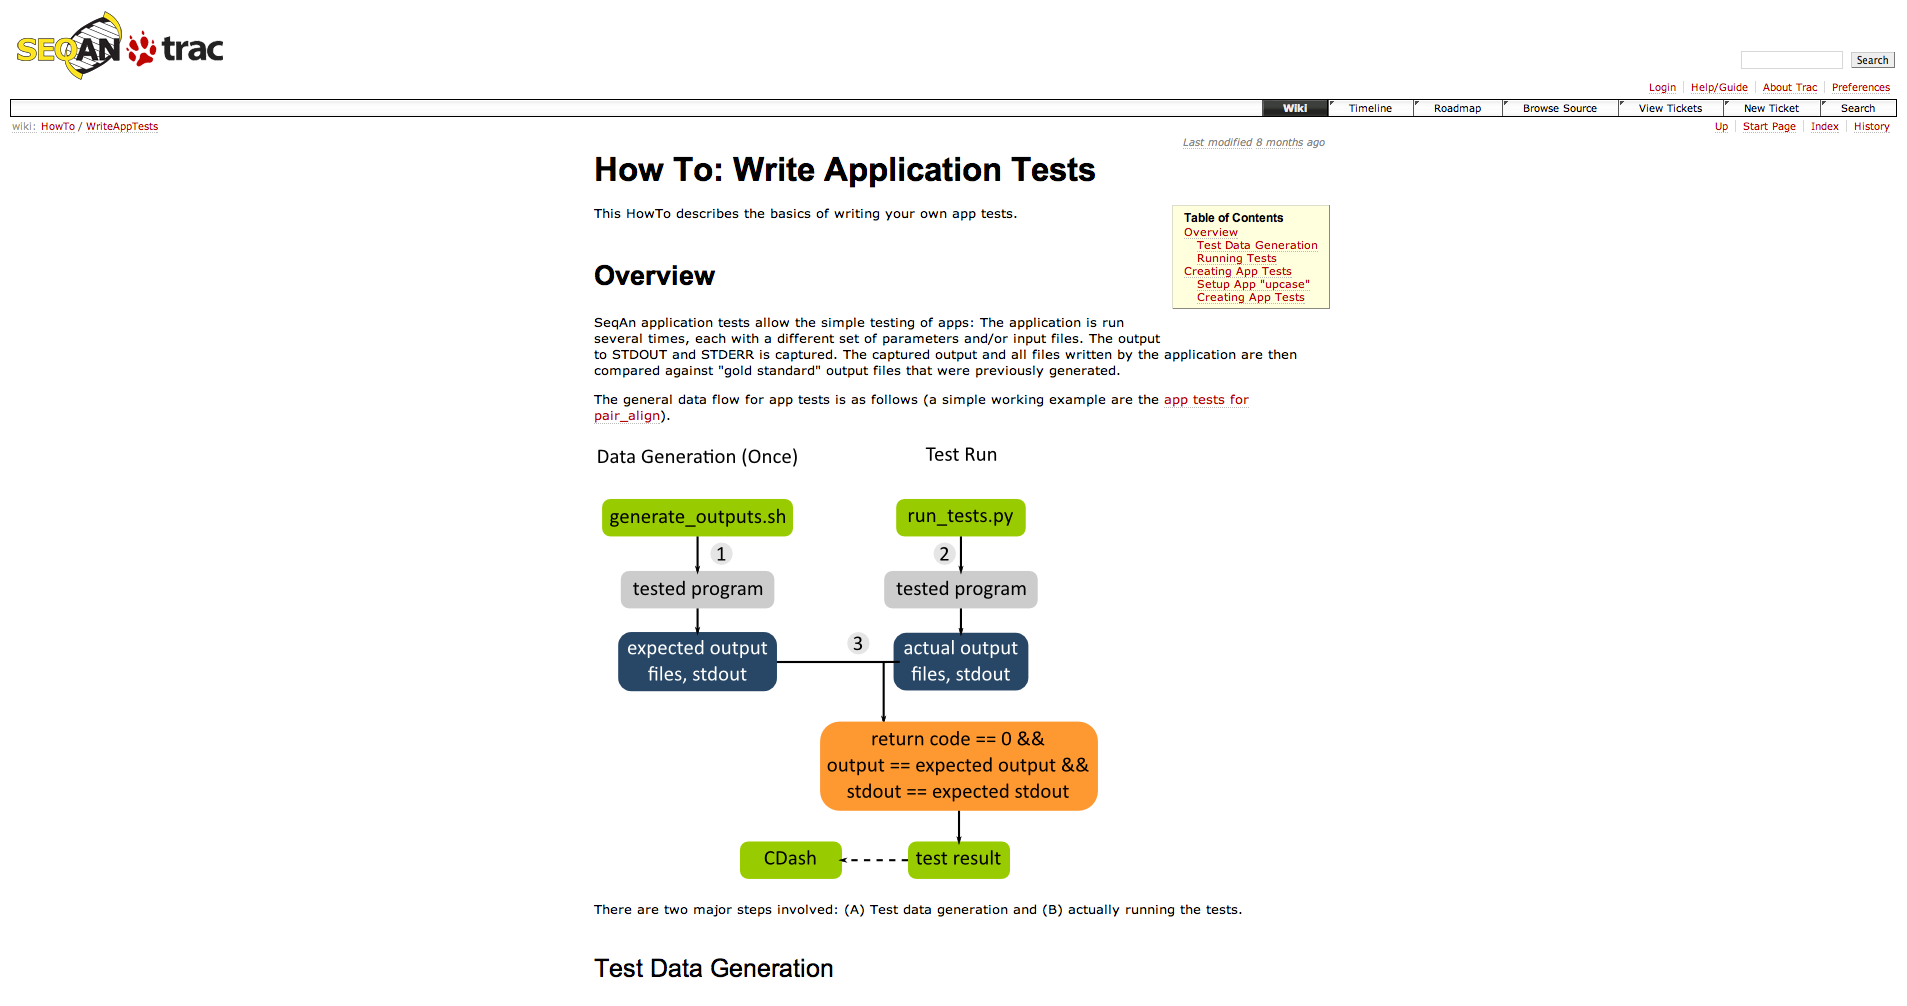 SEQAN trac
Search
Login Help/Guide About Trac Preferences
Wiki Timeline Roadmap Browse Source View Tickets New Ticket Search
wiki: HowTo / WriteAppTests
Up Start Page Index History
Last modified 8 months ago
How To: Write Application Tests
This HowTo describes the basics of writing your own app tests.
Table of Contents
Overview
Test Data Generation
Running Tests
Creating App Tests
Setup App "upcase"
Creating App Tests
Overview
SeqAn application tests allow the simple testing of apps: The application is run
several times, each with a different set of parameters and/or input files. The output
to STDOUT and STDERR is captured. The captured output and all files written by the application are then
compared against "gold standard" output files that were previously generated.
The general data flow for app tests is as follows (a simple working example are the app tests for
pair_align).
Data Generation (Once)
Test Run
generate_outputs.sh
run_tests.py
1
2
tested program
tested program
3
expected output
files, stdout
actual output
files, stdout
return code == 0 &&
output == expected output &&
stdout == expected stdout
CDash
test result
There are two major steps involved: (A) Test data generation and (B) actually running the tests.
Test Data Generation